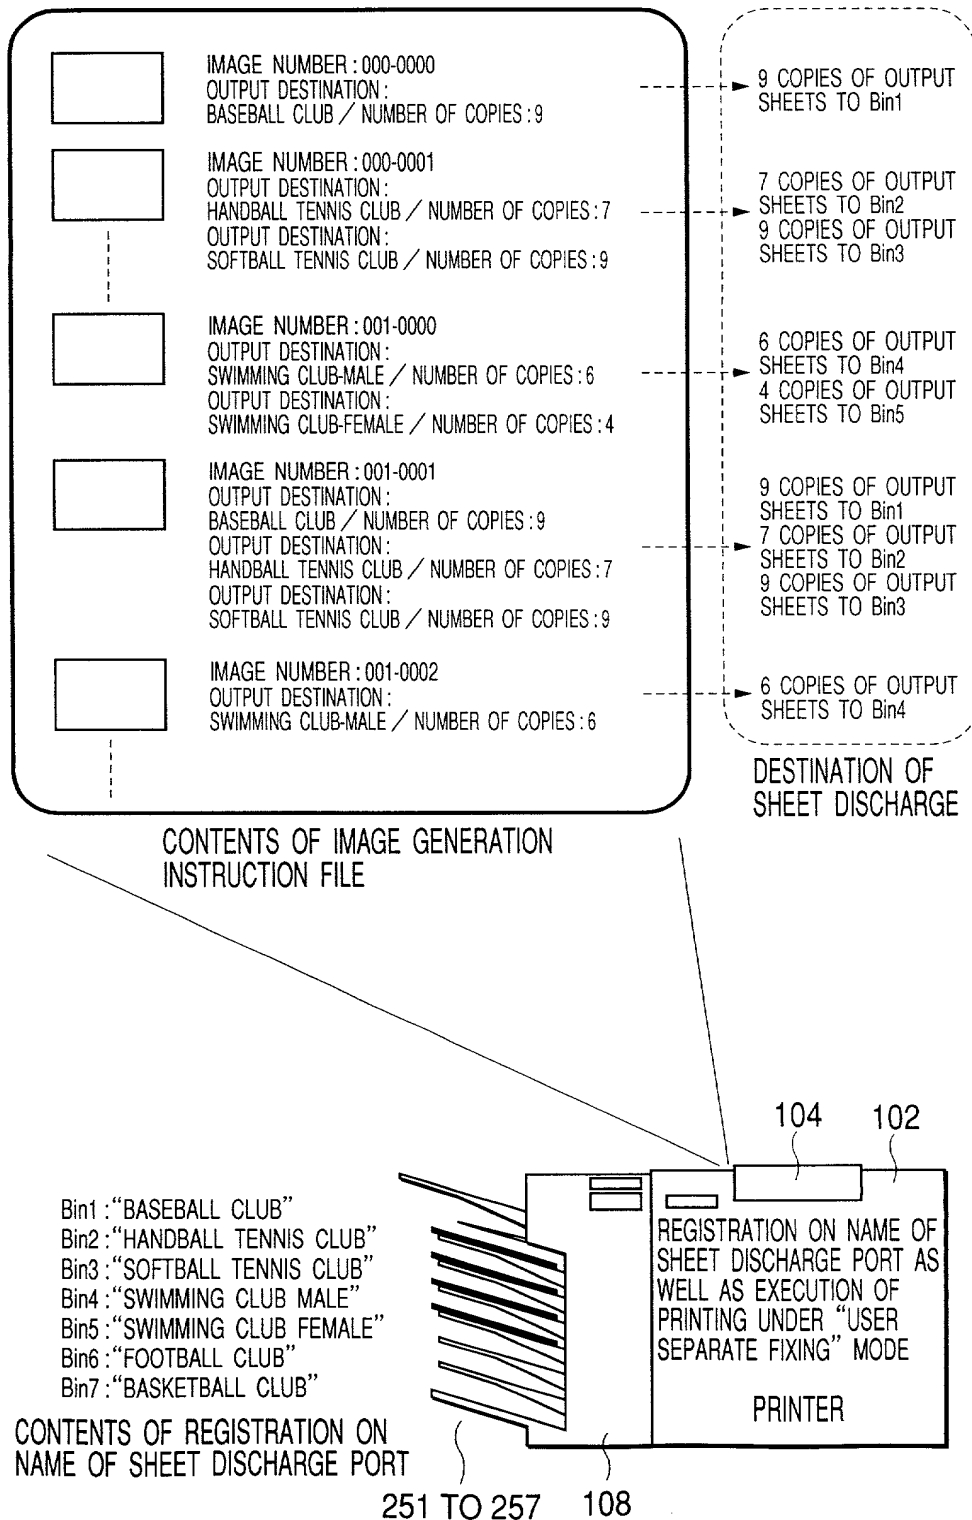 IMAGE NUMBER : 000-0000
OUTPUT DESTINATION :
BASEBALL CLUB / NUMBER OF COPIES : 9
9 COPIES OF OUTPUT
SHEETS TO Bin1
IMAGE NUMBER : 000-0001
OUTPUT DESTINATION :
HANDBALL TENNIS CLUB / NUMBER OF COPIES : 7
OUTPUT DESTINATION :
SOFTBALL TENNIS CLUB / NUMBER OF COPIES : 9
7 COPIES OF OUTPUT
SHEETS TO Bin2
9 COPIES OF OUTPUT
SHEETS TO Bin3
IMAGE NUMBER : 001-0000
OUTPUT DESTINATION :
SWIMMING CLUB-MALE / NUMBER OF COPIES : 6
OUTPUT DESTINATION :
SWIMMING CLUB-FEMALE / NUMBER OF COPIES : 4
6 COPIES OF OUTPUT
SHEETS TO Bin4
4 COPIES OF OUTPUT
SHEETS TO Bin5
IMAGE NUMBER : 001-0001
OUTPUT DESTINATION :
BASEBALL CLUB / NUMBER OF COPIES : 9
OUTPUT DESTINATION :
HANDBALL TENNIS CLUB / NUMBER OF COPIES : 7
OUTPUT DESTINATION :
SOFTBALL TENNIS CLUB / NUMBER OF COPIES : 9
9 COPIES OF OUTPUT
SHEETS TO Bin1
7 COPIES OF OUTPUT
SHEETS TO Bin2
9 COPIES OF OUTPUT
SHEETS TO Bin3
IMAGE NUMBER : 001-0002
OUTPUT DESTINATION :
SWIMMING CLUB-MALE / NUMBER OF COPIES : 6
6 COPIES OF OUTPUT
SHEETS TO Bin4
DESTINATION OF
SHEET DISCHARGE
CONTENTS OF IMAGE GENERATION
INSTRUCTION FILE
104
102
Bin1 : “BASEBALL CLUB”
Bin2 : “HANDBALL TENNIS CLUB”
Bin3 : “SOFTBALL TENNIS CLUB”
Bin4 : “SWIMMING CLUB MALE”
Bin5 : “SWIMMING CLUB FEMALE”
Bin6 : “FOOTBALL CLUB”
Bin7 : “BASKETBALL CLUB”
CONTENTS OF REGISTRATION ON
NAME OF SHEET DISCHARGE PORT
REGISTRATION ON NAME OF
SHEET DISCHARGE PORT AS
WELL AS EXECUTION OF
PRINTING UNDER “USER
SEPARATE FIXING” MODE
PRINTER
251 TO 257
108